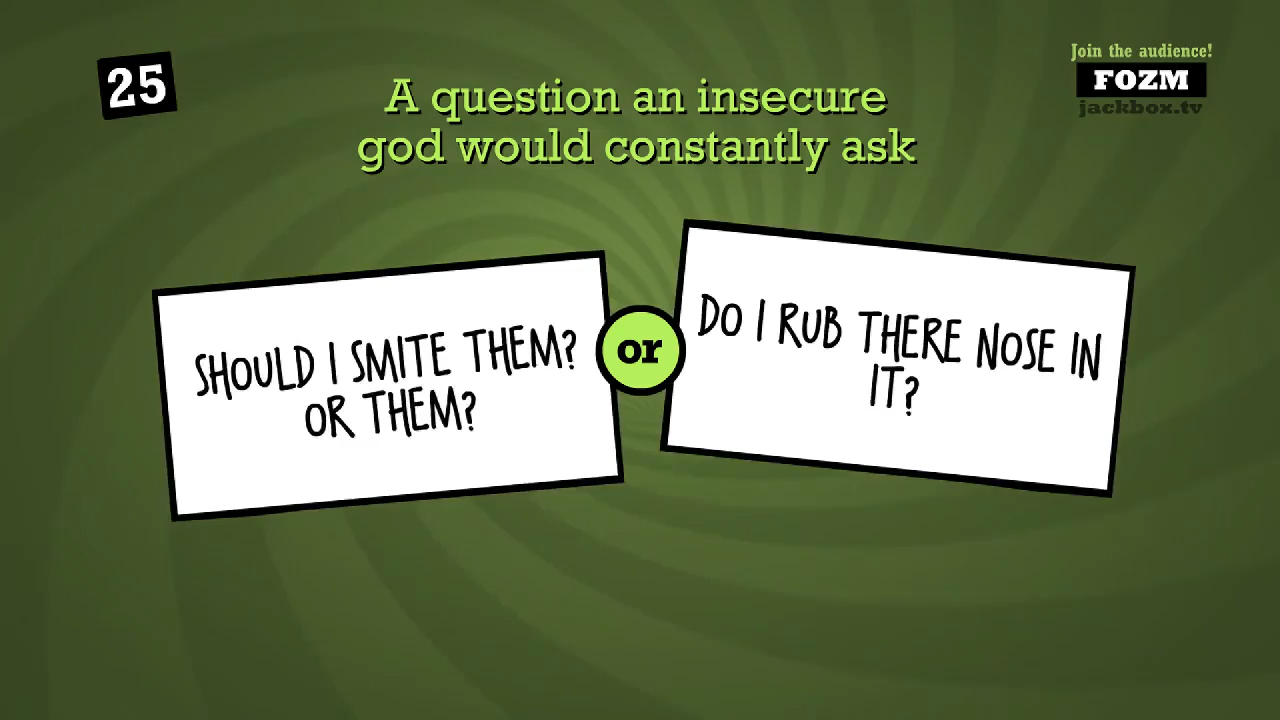 25
A question an insecure
god would constantly ask
Join the audience!
FOZM
jackbox.tv
SHOULD I SMITE THEM?
OR THEM?
or
DO I RUB THERE NOSE IN
IT?